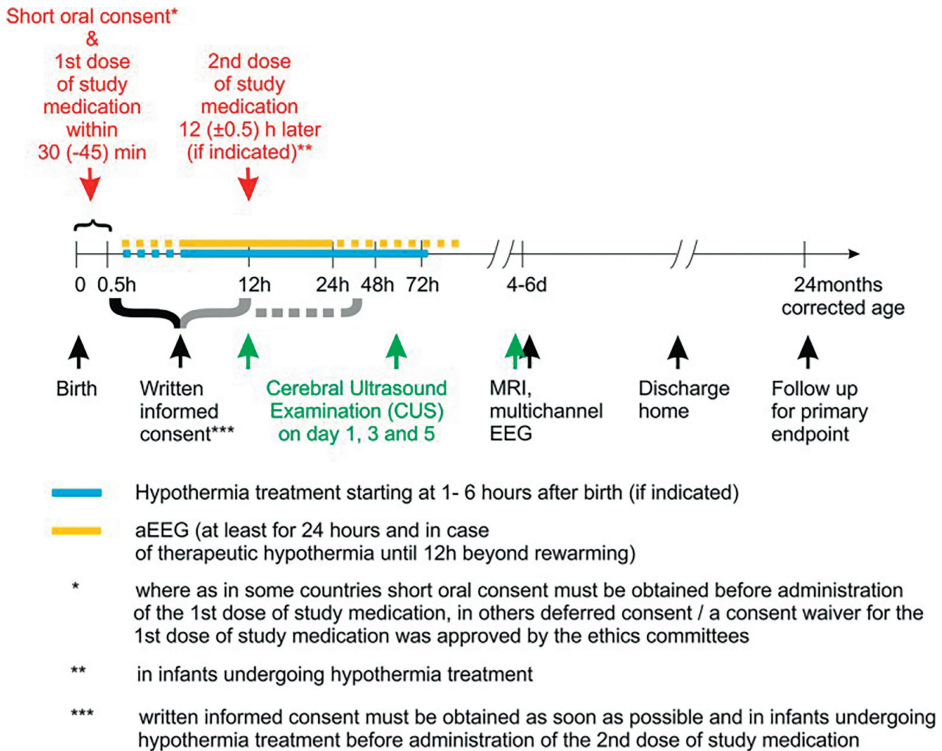 Short oral consent*
&
1st dose
of study
medication
within
30 (-45) min
2nd dose
of study
medication
12 (±0.5) h later
(if indicated)**
0
0.5h
12h
24h
48h
72h
4-6d
24months
corrected age
Birth
Written
informed
consent***
Cerebral Ultrasound
Examination (CUS)
on day 1, 3 and 5
MRI,
multichannel
EEG
Discharge
home
Follow up
for primary
endpoint
Hypothermia treatment starting at 1- 6 hours after birth (if indicated)
aEEG (at least for 24 hours and in case
of therapeutic hypothermia until 12h beyond rewarming)
* where as in some countries short oral consent must be obtained before administration
of the 1st dose of study medication, in others deferred consent / a consent waiver for the
1st dose of study medication was approved by the ethics committees
** in infants undergoing hypothermia treatment
*** written informed consent must be obtained as soon as possible and in infants undergoing
hypothermia treatment before administration of the 2nd dose of study medication